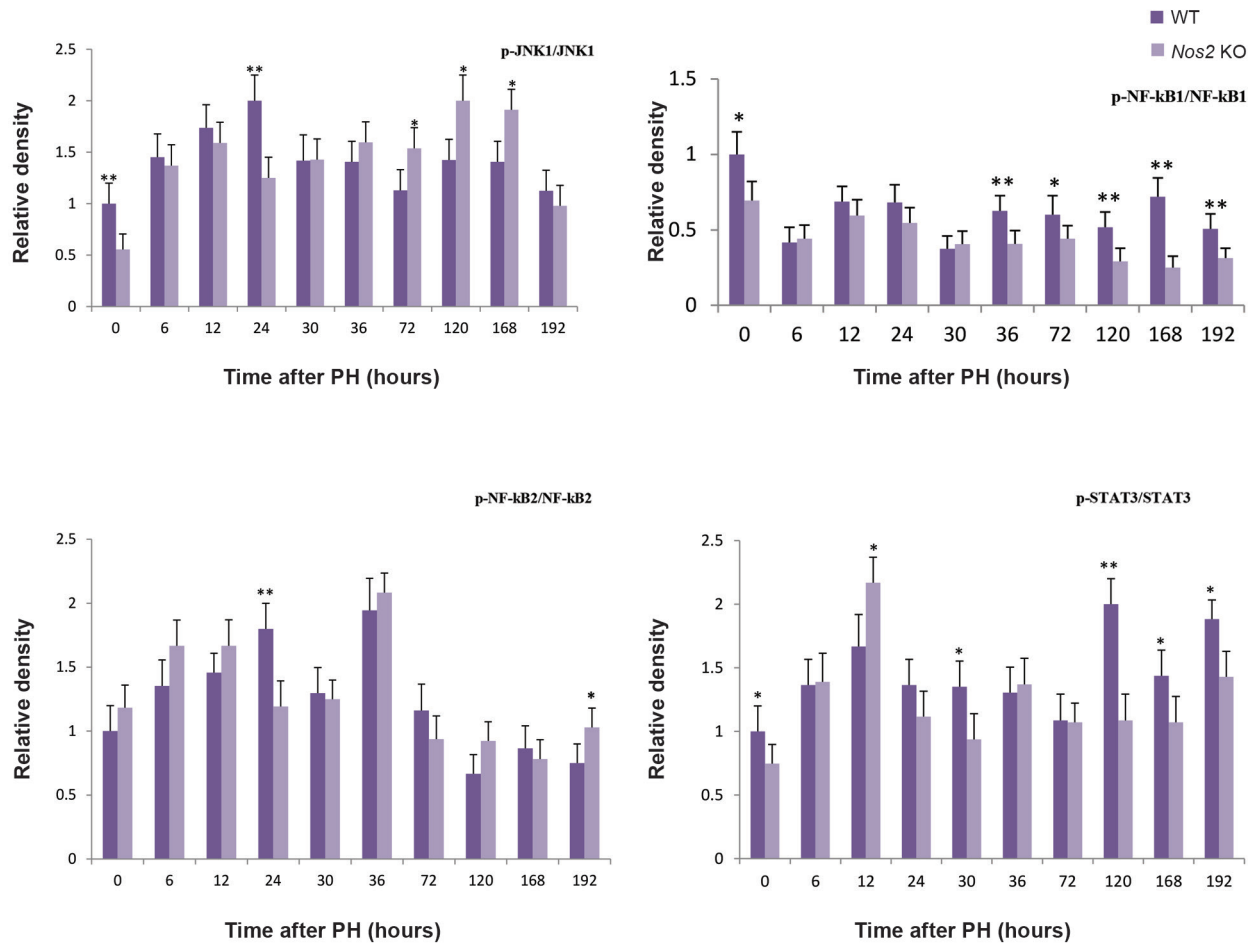 WT
Nos2 KO
p-JNK1/JNK1
**
**
*
*
*
2.5
2
1.5
1
0.5
0
Relative density
0 6 12 24 30 36 72 120 168 192
Time after PH (hours)
p-NF-kB1/NF-kB1
*
**
*
**
**
**
1.5
1
0.5
0
Relative density
0 6 12 24 30 36 72 120 168 192
Time after PH (hours)
p-NF-kB2/NF-kB2
**
*
2.5
2
1.5
1
0.5
0
Relative density
0 6 12 24 30 36 72 120 168 192
Time after PH (hours)
p-STAT3/STAT3
*
*
*
**
*
*
2.5
2
1.5
1
0.5
0
Relative density
0 6 12 24 30 36 72 120 168 192
Time after PH (hours)